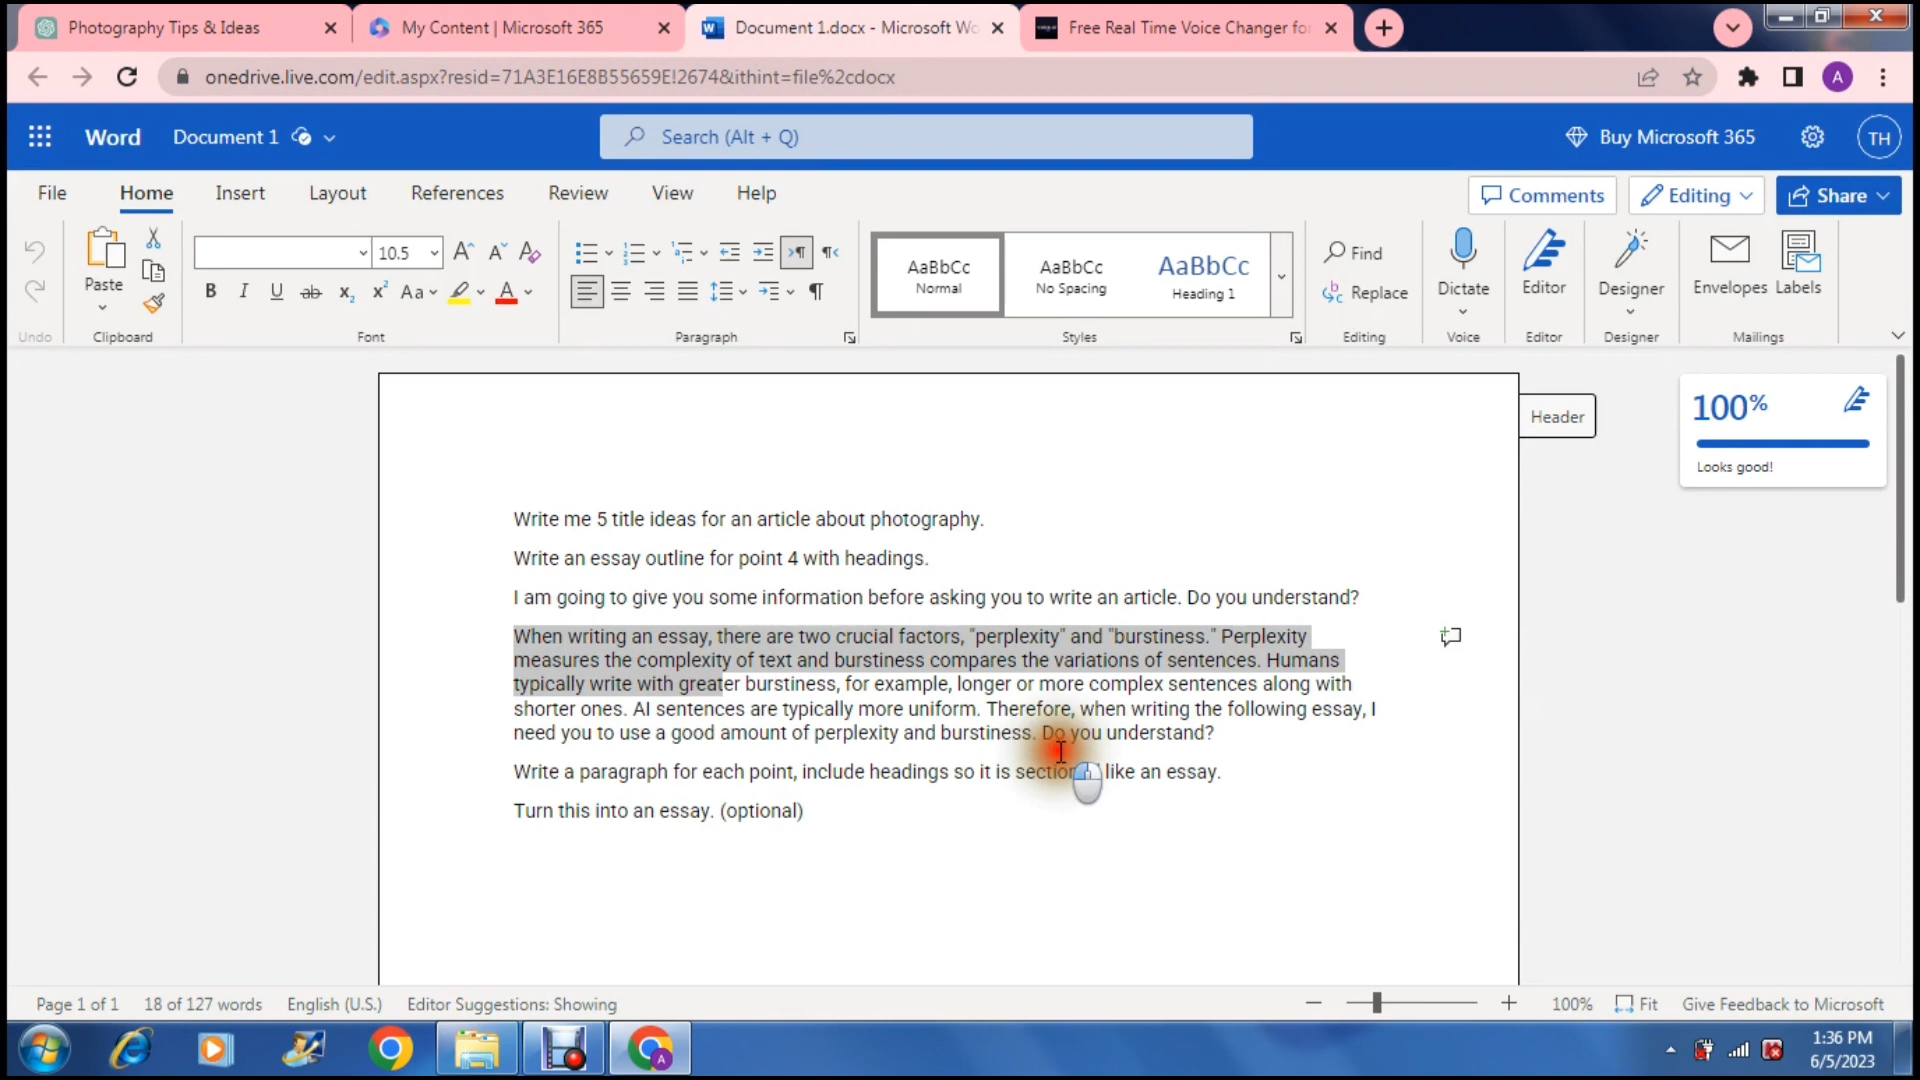 Photography Tips & Ideas
My Content | Microsoft 365
Document 1.docx - Microsoft Wo
Free Real Time Voice Changer for
onedrive.live.com/edit.aspx?resid=71A3E16E8B55659E!2674&ithint=file%2cdocx
A
Word
Document 1
Search (Alt + Q)
Buy Microsoft 365
TH
File
Home
Insert
Layout
References
Review
View
Help
Comments
Editing
Share
10.5
Paste
B I U ab x₂ x² Aa A
AaBbCc
Normal
AaBbCc
No Spacing
AaBbCc
Heading 1
Find
Replace
Dictate
Editor
Designer
Envelopes
Labels
Undo
Clipboard
Font
Paragraph
Styles
Editing
Voice
Editor
Designer
Mailings
Header
100%
Looks good!
Write me 5 title ideas for an article about photography.
Write an essay outline for point 4 with headings.
I am going to give you some information before asking you to write an article. Do you understand?
When writing an essay, there are two crucial factors, "perplexity" and "burstiness." Perplexity
measures the complexity of text and burstiness compares the variations of sentences. Humans
typically write with greater burstiness, for example, longer or more complex sentences along with
shorter ones. AI sentences are typically more uniform. Therefore, when writing the following essay, I
need you to use a good amount of perplexity and burstiness. Do you understand?
Write a paragraph for each point, include headings so it is section like an essay.
Turn this into an essay. (optional)
Page 1 of 1
18 of 127 words
English (U.S.)
Editor Suggestions: Showing
100%
Fit
Give Feedback to Microsoft
A
1:36 PM
6/5/2023